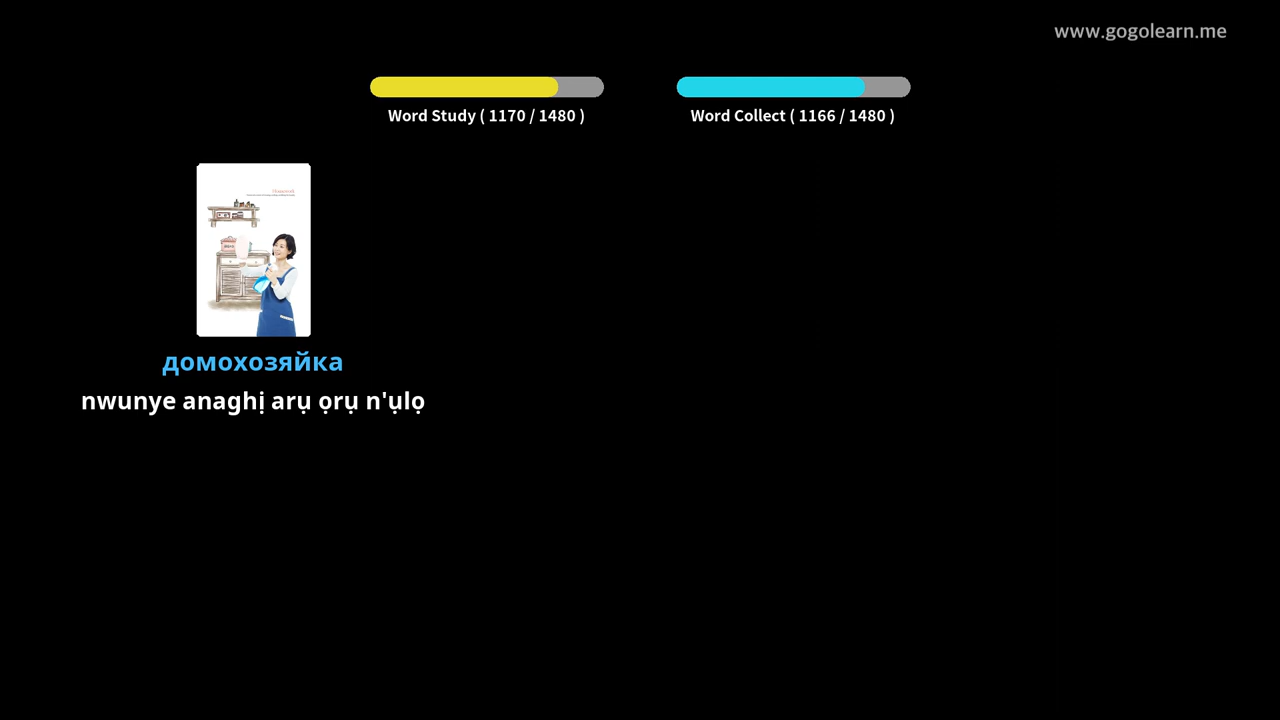 www.gogolearn.me
Word Study ( 1170 / 1480 )
Word Collect ( 1166 / 1480 )
домохозяйка
nwunye anaghị arụ ọrụ n'ụlọ